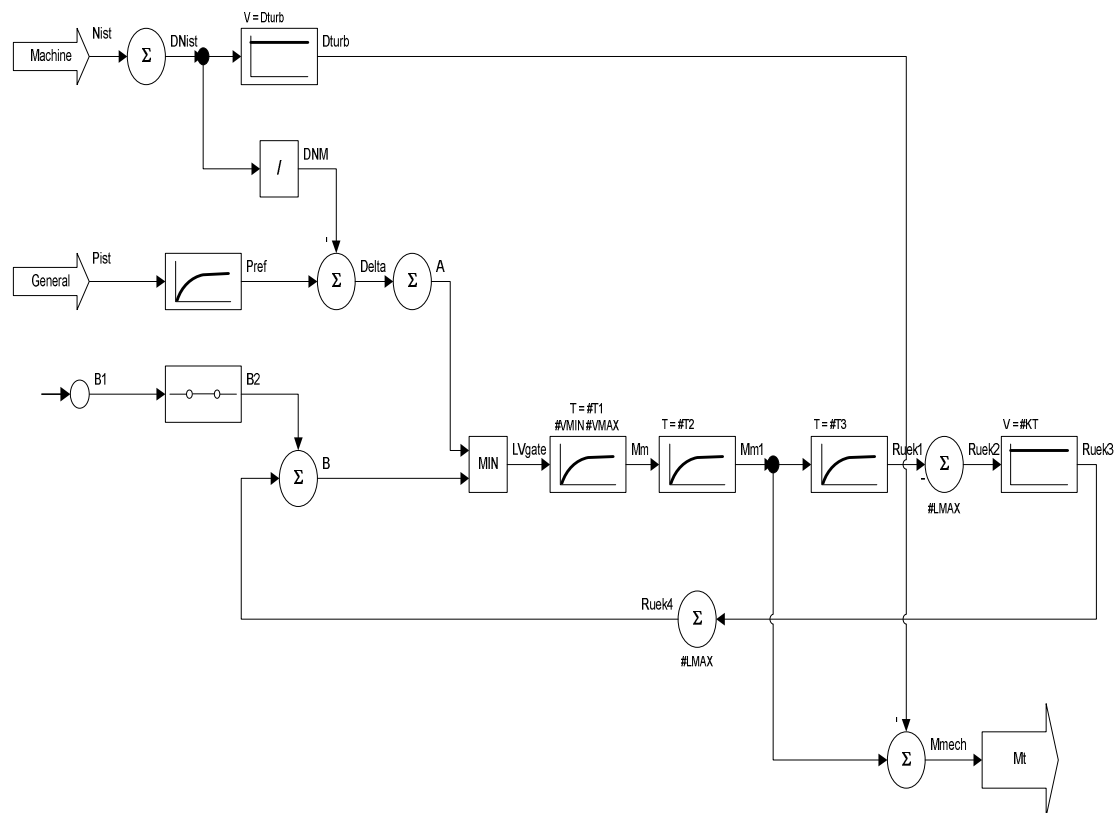 V = Dturb
Nist
DNist
Dturb
Machine
Σ
DNM
/
Pist
Pref
Delta
A
General
Σ
Σ
B1
B2
T = #T1
#VMIN #VMAX
T = #T2
T = #T3
V = #KT
B
LVgate
Mm
Mm1
Ruek1
Ruek2
Ruek3
Σ
MIN
Σ
-
#LMAX
Ruek4
Σ
#LMAX
Mmech
Σ
Mt